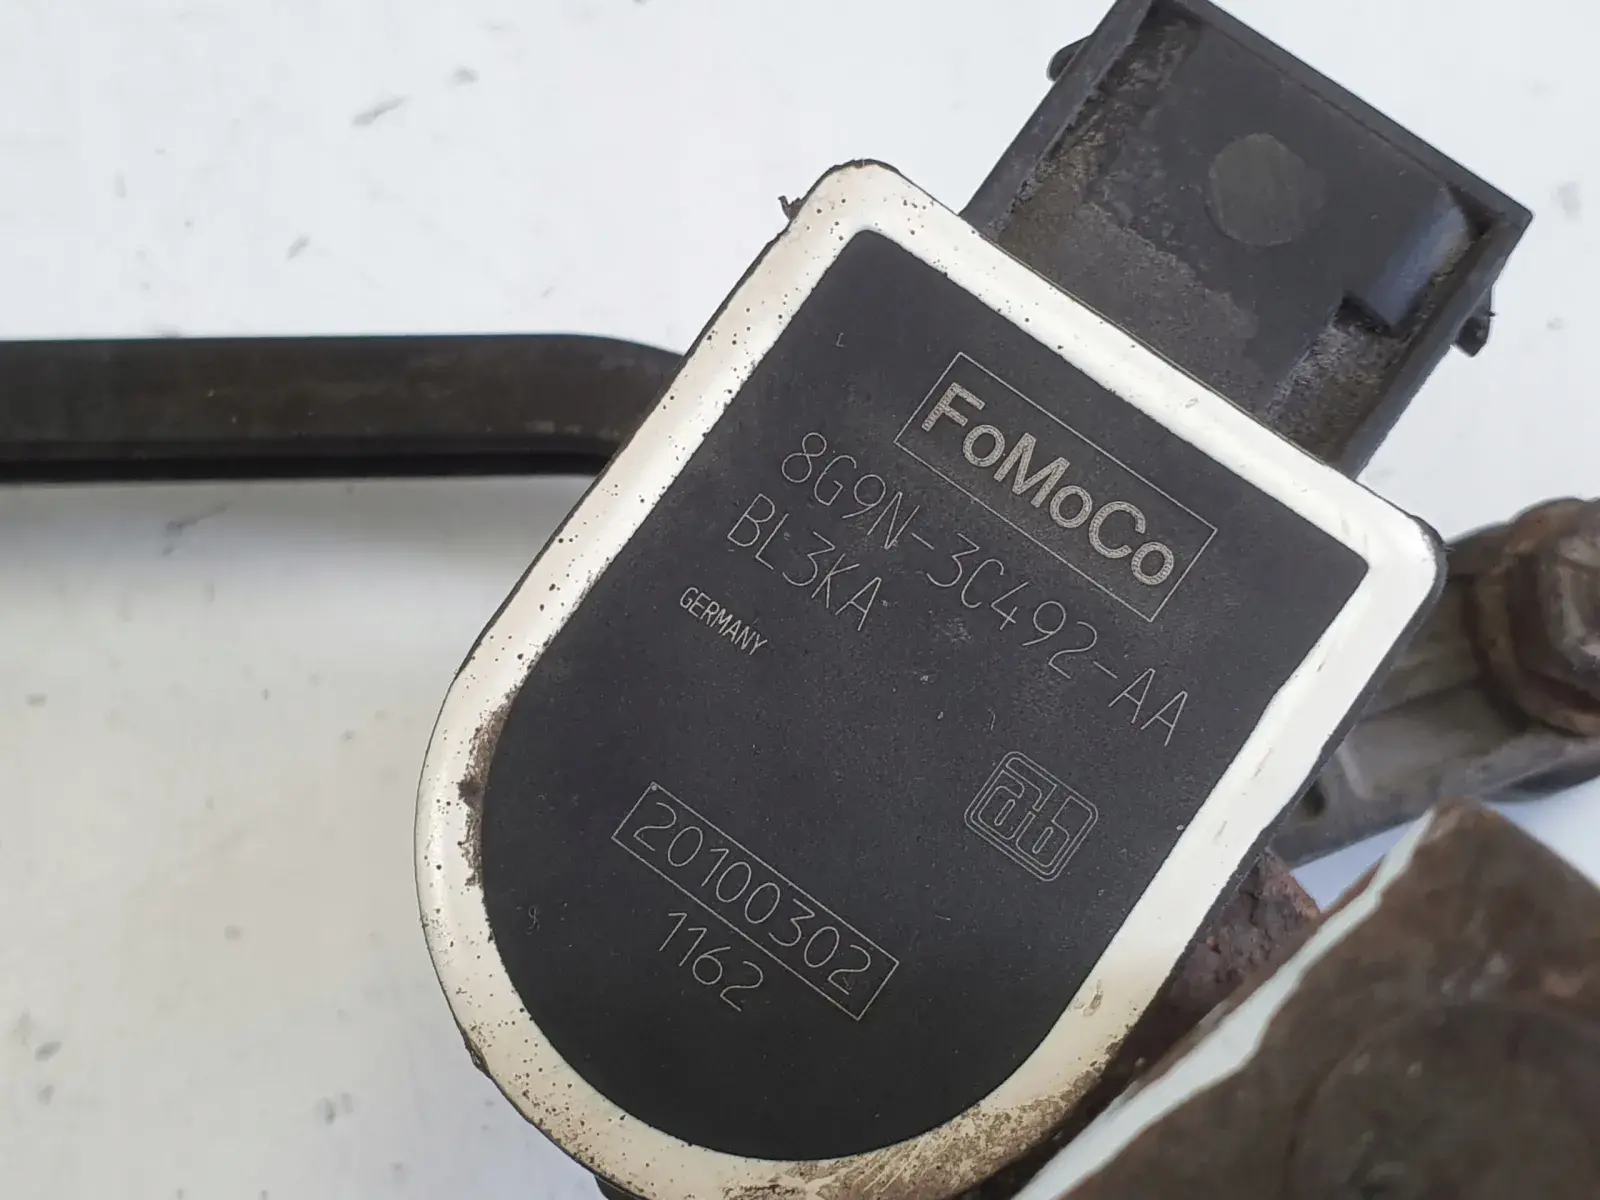 FoMoCo
8G9N-3C492-AA
BL3KA
GERMANY
ab
20100302
1162